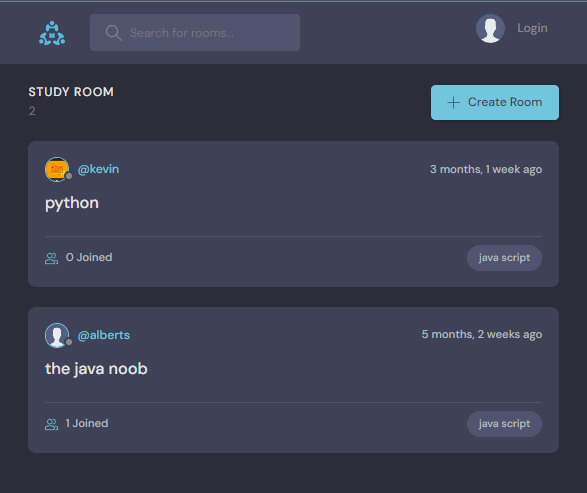 Search for rooms...
Login
STUDY ROOM
2
Create Room
@kevin
3 months, 1 week ago
python
0 Joined
java script
@alberts
5 months, 2 weeks ago
the java noob
1 Joined
java script